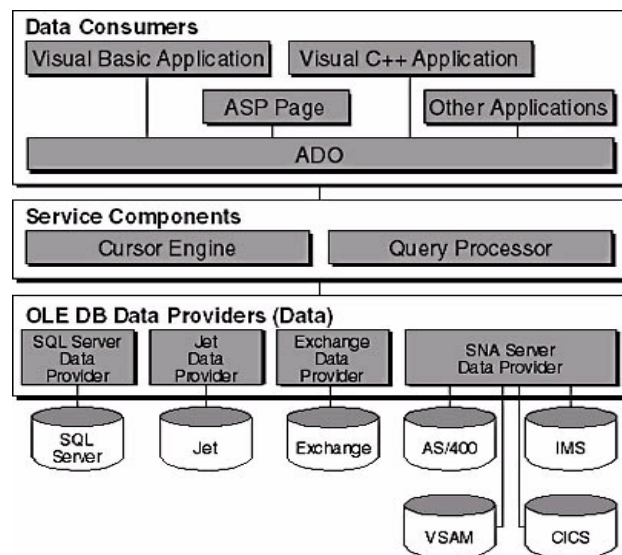 Data Consumers
Visual Basic Application
Visual C++ Application
ASP Page
Other Applications
ADO
Service Components
Cursor Engine
Query Processor
OLE DB Data Providers (Data)
SQL Server
Data
Provider
Jet
Data
Provider
Exchange
Data
Provider
SNA Server
Data Provider
SQL
Server
Jet
Exchange
AS/400
IMS
VSAM
CICS